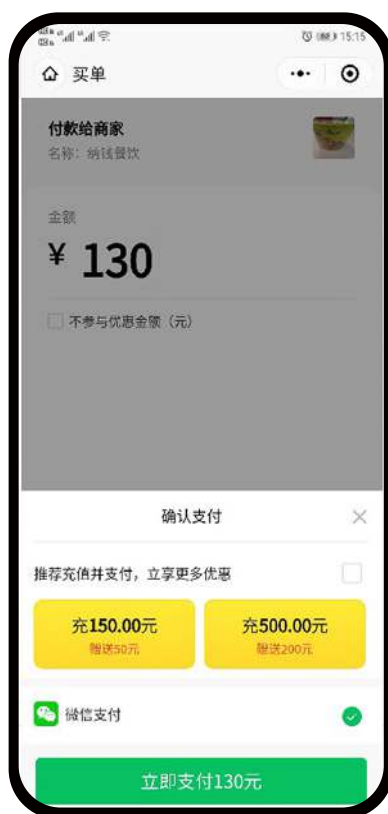 15:15
买单
付款给商家
名称：纳钱餐饮
金额
¥ 130
不参与优惠金额（元）
确认支付
推荐充值并支付，立享更多优惠
充150.00元 充500.00元
赠送50元 赠送200元
微信支付
立即支付130元